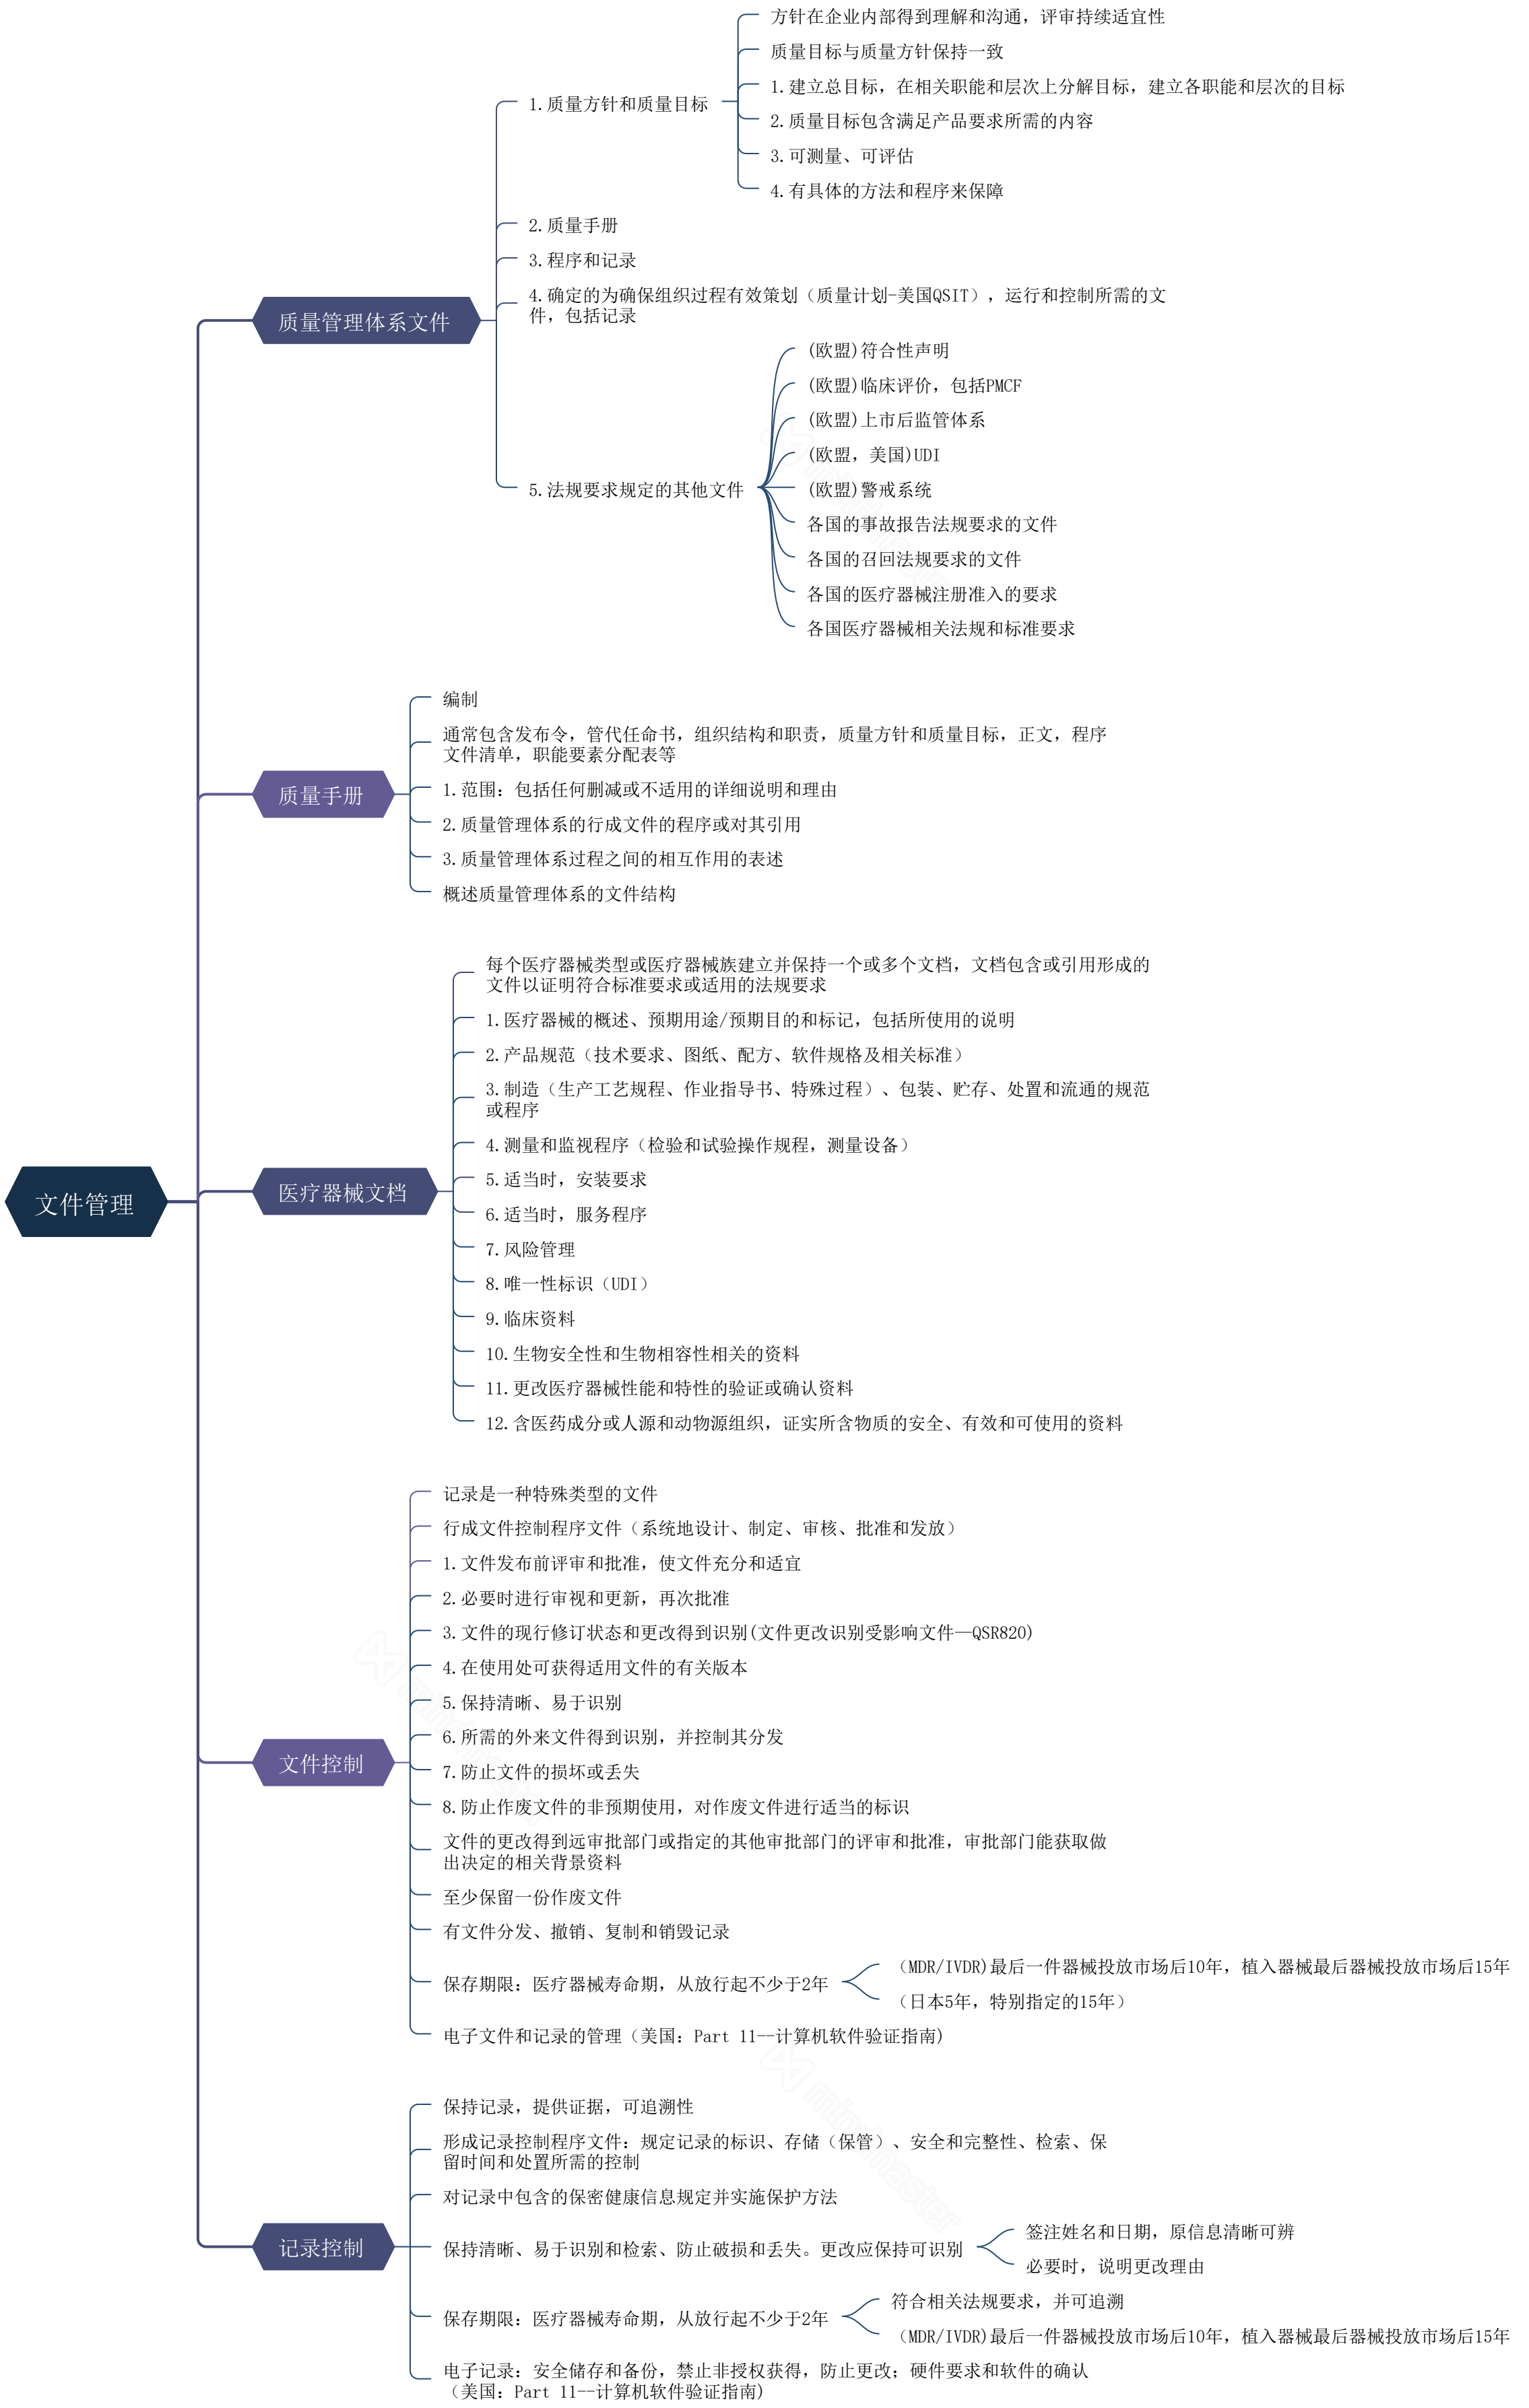 文件管理
质量管理体系文件
1.质量方针和质量目标
方针在企业内部得到理解和沟通，评审持续适宜性
质量目标与质量方针保持一致
1.建立总目标，在相关职能和层次上分解目标，建立各职能和层次的目标
2.质量目标包含满足产品要求所需的内容
3.可测量、可评估
4.有具体的方法和程序来保障
2.质量手册
3.程序和记录
4.确定的为确保组织过程有效策划（质量计划-美国QSIT），运行和控制所需的文
件，包括记录
5.法规要求规定的其他文件
(欧盟)符合性声明
(欧盟)临床评价，包括PMCF
(欧盟)上市后监管体系
(欧盟，美国)UDI
(欧盟)警戒系统
各国的事故报告法规要求的文件
各国的召回法规要求的文件
各国的医疗器械注册准入的要求
各国医疗器械相关法规和标准要求
质量手册
编制
通常包含发布令，管代任命书，组织结构和职责，质量方针和质量目标，正文，程序
文件清单，职能要素分配表等
1.范围：包括任何删减或不适用的详细说明和理由
2.质量管理体系的行成文件的程序或对其引用
3.质量管理体系过程之间的相互作用的表述
概述质量管理体系的文件结构
医疗器械文档
每个医疗器械类型或医疗器械族建立并保持一个或多个文档，文档包含或引用形成的
文件以证明符合标准要求或适用的法规要求
1.医疗器械的概述、预期用途/预期目的和标记，包括所使用的说明
2.产品规范（技术要求、图纸、配方、软件规格及相关标准）
3.制造（生产工艺规程、作业指导书、特殊过程）、包装、贮存、处置和流通的规范
或程序
4.测量和监视程序（检验和试验操作规程，测量设备）
5.适当时，安装要求
6.适当时，服务程序
7.风险管理
8.唯一性标识（UDI）
9.临床资料
10.生物安全性和生物相容性相关的资料
11.更改医疗器械性能和特性的验证或确认资料
12.含医药成分或人源和动物源组织，证实所含物质的安全、有效和可使用的资料
文件控制
记录是一种特殊类型的文件
行成文件控制程序文件（系统地设计、制定、审核、批准和发放）
1.文件发布前评审和批准，使文件充分和适宜
2.必要时进行审视和更新，再次批准
3.文件的现行修订状态和更改得到识别(文件更改识别受影响文件—QSR820)
4.在使用处可获得适用文件的有关版本
5.保持清晰、易于识别
6.所需的外来文件得到识别，并控制其分发
7.防止文件的损坏或丢失
8.防止作废文件的非预期使用，对作废文件进行适当的标识
文件的更改得到远审批部门或指定的其他审批部门的评审和批准，审批部门能获取做
出决定的相关背景资料
至少保留一份作废文件
有文件分发、撤销、复制和销毁记录
保存期限：医疗器械寿命期，从放行起不少于2年
（MDR/IVDR)最后一件器械投放市场后10年，植入器械最后器械投放市场后15年
（日本5年，特别指定的15年）
电子文件和记录的管理（美国：Part 11--计算机软件验证指南)
记录控制
保持记录，提供证据，可追溯性
形成记录控制程序文件：规定记录的标识、存储（保管）、安全和完整性、检索、保
留时间和处置所需的控制
对记录中包含的保密健康信息规定并实施保护方法
保持清晰、易于识别和检索、防止破损和丢失。更改应保持可识别
签注姓名和日期，原信息清晰可辨
必要时，说明更改理由
保存期限：医疗器械寿命期，从放行起不少于2年
符合相关法规要求，并可追溯
（MDR/IVDR)最后一件器械投放市场后10年，植入器械最后器械投放市场后15年
电子记录：安全储存和备份，禁止非授权获得，防止更改；硬件要求和软件的确认
（美国：Part 11--计算机软件验证指南)
mindmaster
mindmaster
mindmaster